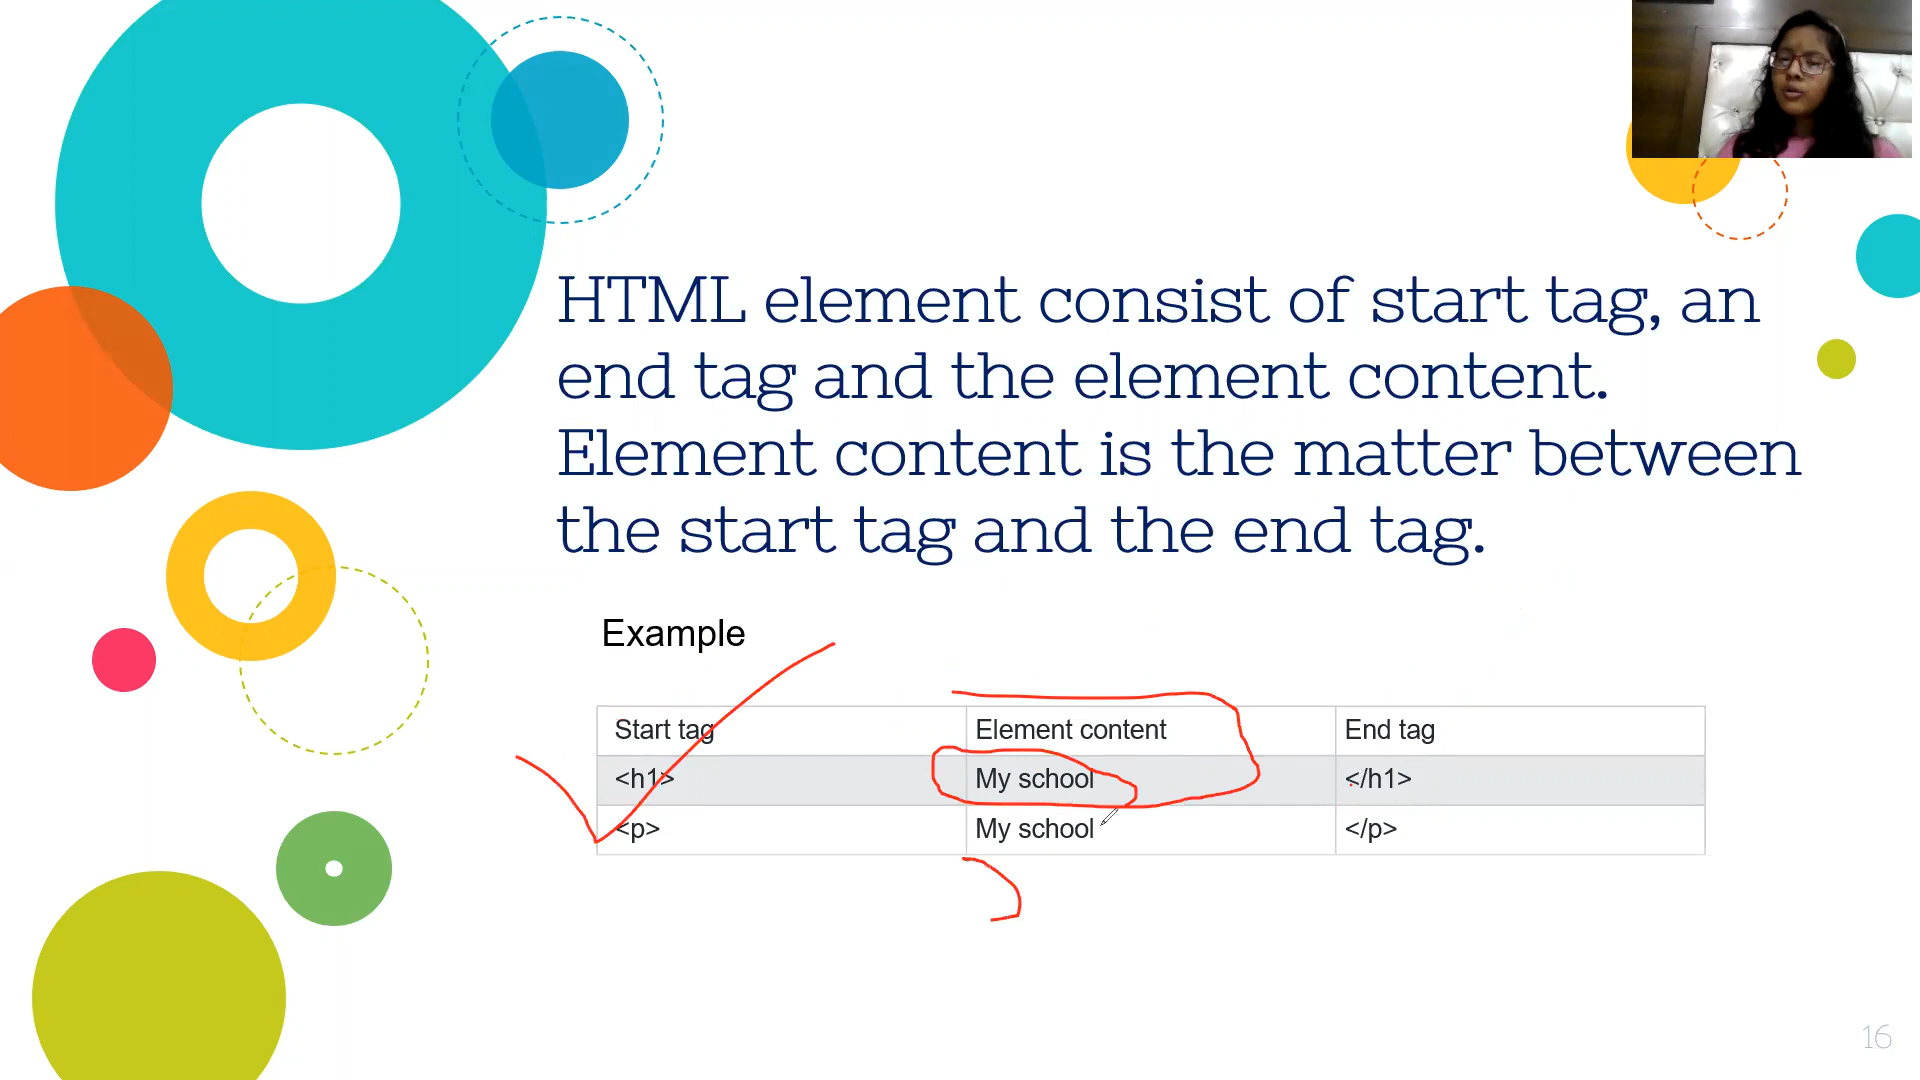 HTML element consist of start tag, an
end tag and the element content.
Element content is the matter between
the start tag and the end tag.
Example
Start tag Element content End tag
<h1> My school </h1>
<p> My school </p>
16